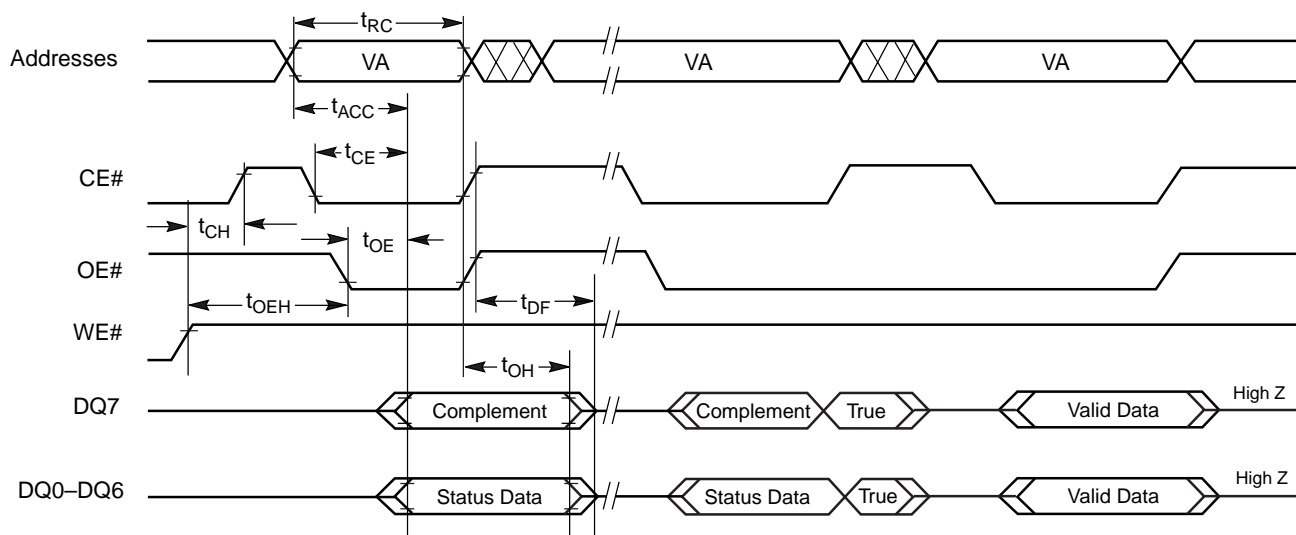 tRC
Addresses VA VA VA
tACC
tCE
CE#
tCH tOE
OE#
tOEH tDF
WE#
tOH
DQ7 Complement Complement True Valid Data High Z
DQ0–DQ6 Status Data Status Data True Valid Data High Z